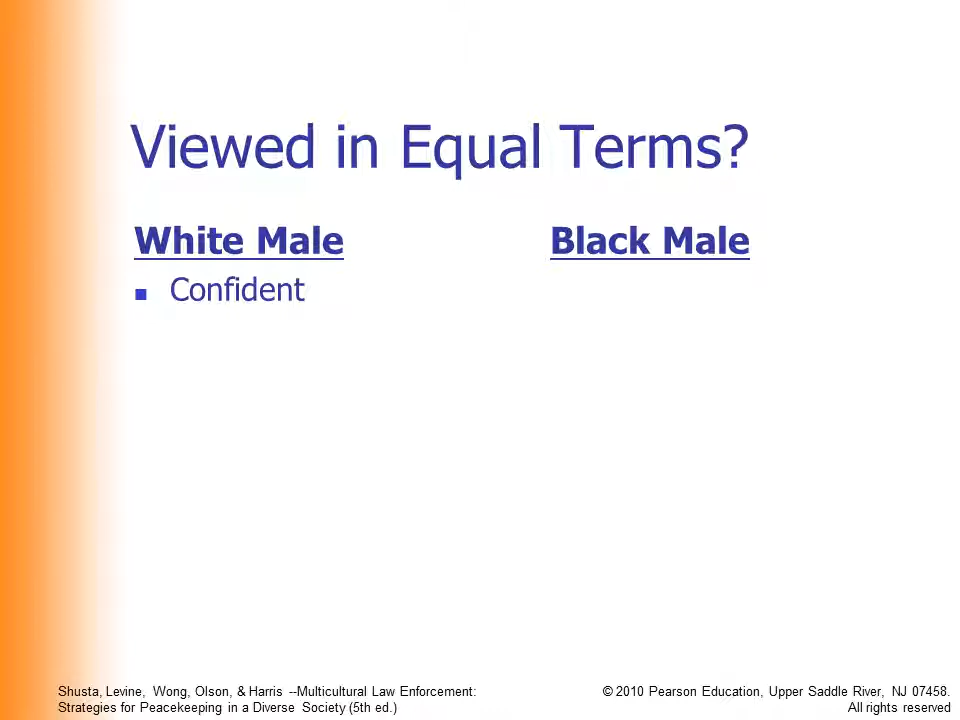 Viewed in Equal Terms?
White Male
Black Male
■ Confident
Shusta, Levine, Wong, Olson, & Harris --Multicultural Law Enforcement:
Strategies for Peacekeeping in a Diverse Society (5th ed.)
© 2010 Pearson Education, Upper Saddle River, NJ 07458.
All rights reserved